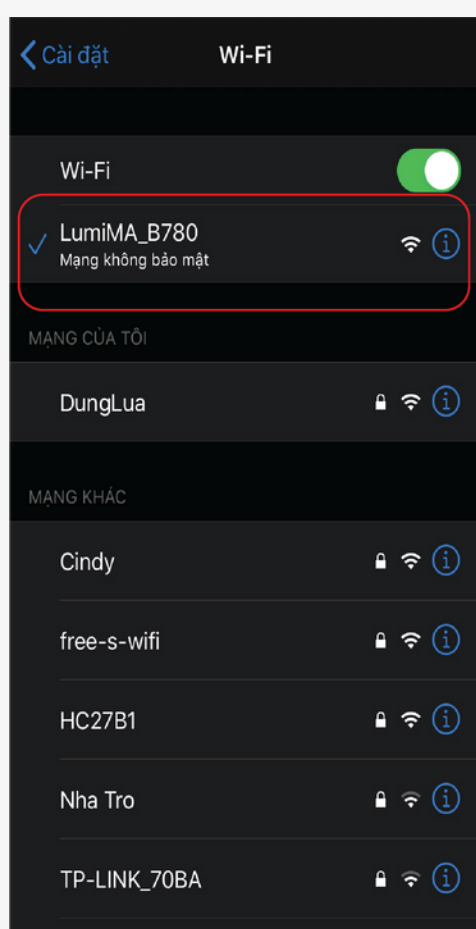 Cài đặt
Wi-Fi
Wi-Fi
LumiMA_B780
Mạng không bảo mật
MẠNG CỦA TÔI
DungLua
MẠNG KHÁC
Cindy
free-s-wifi
HC27B1
Nha Tro
TP-LINK_70BA